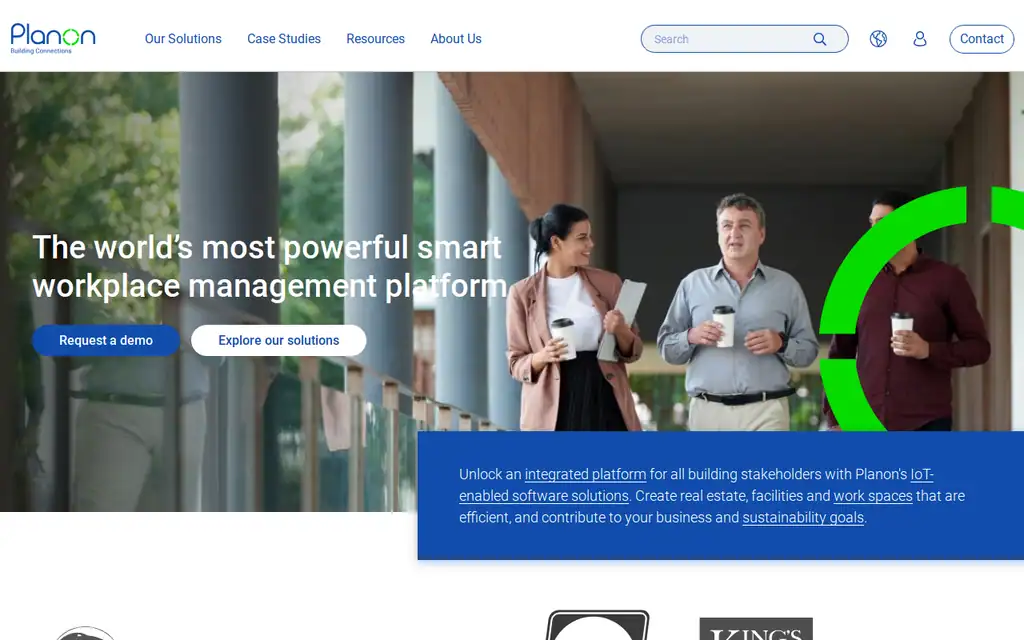 Planon
Building Connections
Our Solutions
Case Studies
Resources
About Us
Search
Contact
The world's most powerful smart
workplace management platform
Request a demo
Explore our solutions
Unlock an integrated platform for all building stakeholders with Planon's IoT-
enabled software solutions. Create real estate, facilities and work spaces that are
efficient, and contribute to your business and sustainability goals.
KING'S